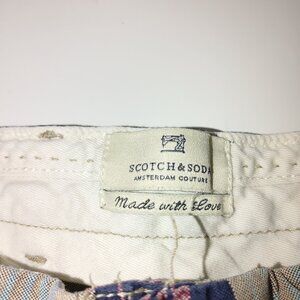 SCOTCH & SODA
AMSTERDAM COUTURE
Made with Love